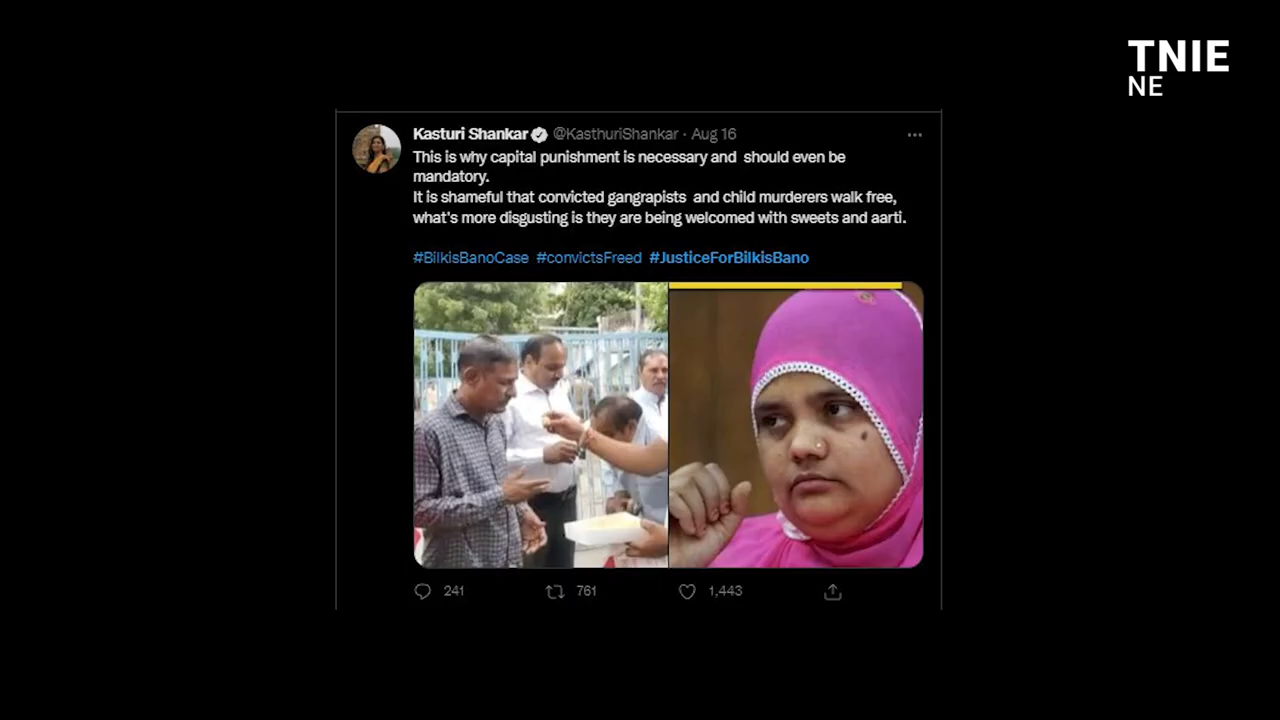 TNIE
NE
Kasturi Shankar @KasthuriShankar · Aug 16
This is why capital punishment is necessary and should even be
mandatory.
It is shameful that convicted gangrapists and child murderers walk free,
what's more disgusting is they are being welcomed with sweets and aarti.
#BilkisBanoCase #convictsFreed #JusticeForBilkisBano
241 761 1,443